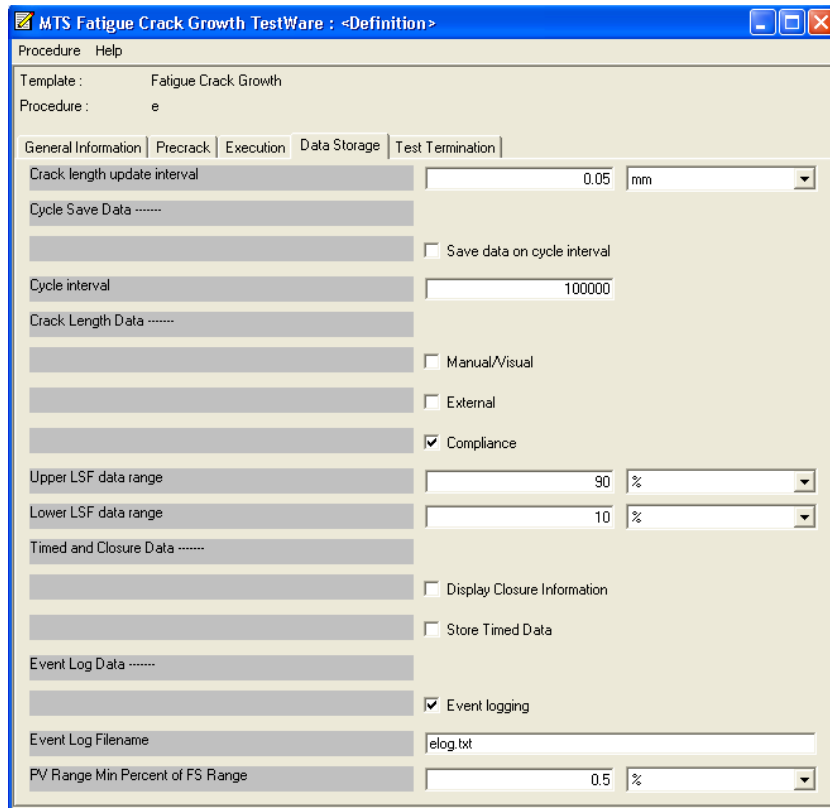 MTS Fatigue Crack Growth TestWare : <Definition>
Procedure Help
Template : Fatigue Crack Growth
Procedure : e
General Information Precrack Execution Data Storage Test Termination
Crack length update interval 0.05 mm
Cycle Save Data -------
Save data on cycle interval
Cycle interval 100000
Crack Length Data -------
Manual/Visual
External
Compliance
Upper LSF data range 90 %
Lower LSF data range 10 %
Timed and Closure Data -------
Display Closure Information
Store Timed Data
Event Log Data -------
Event logging
Event Log Filename elog.txt
PV Range Min Percent of FS Range 0.5 %